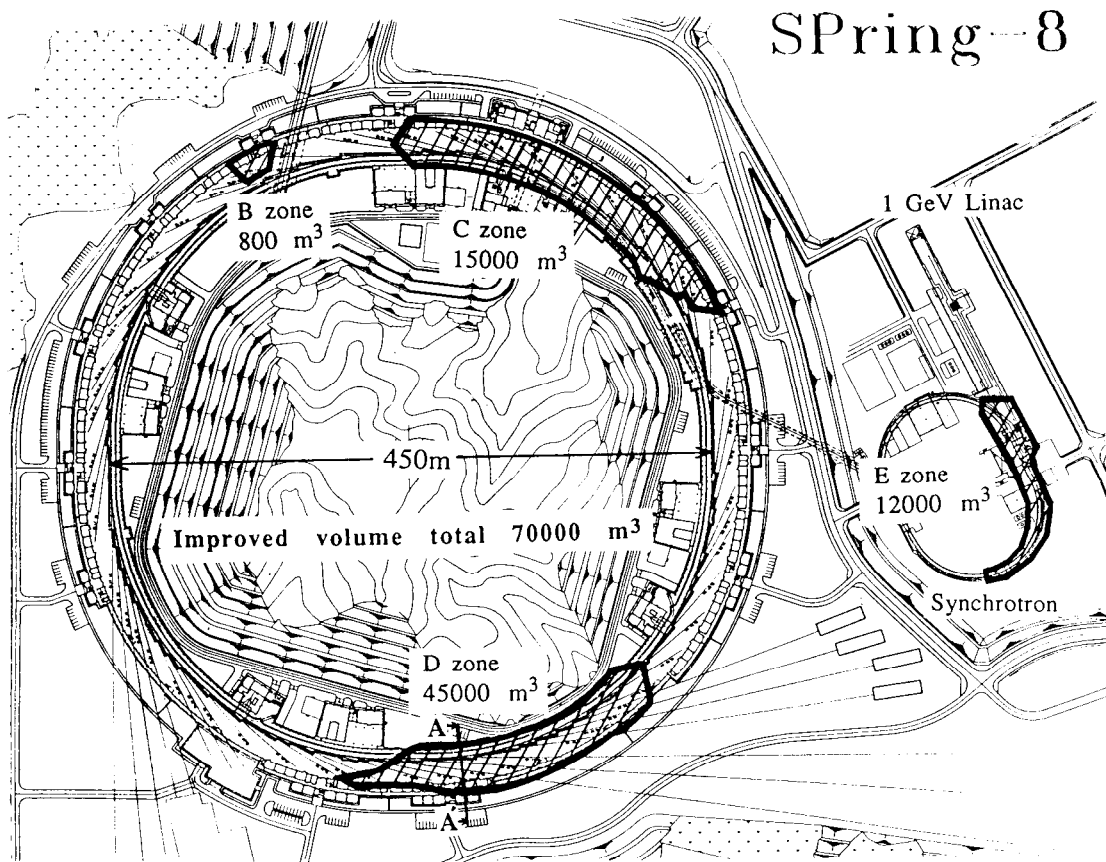 SPring-8
1 GeV Linac
B zone
800 m³
C zone
15000 m³
450m
E zone
12000 m³
Improved volume total 70000 m³
Synchrotron
D zone
45000 m³
A
A'